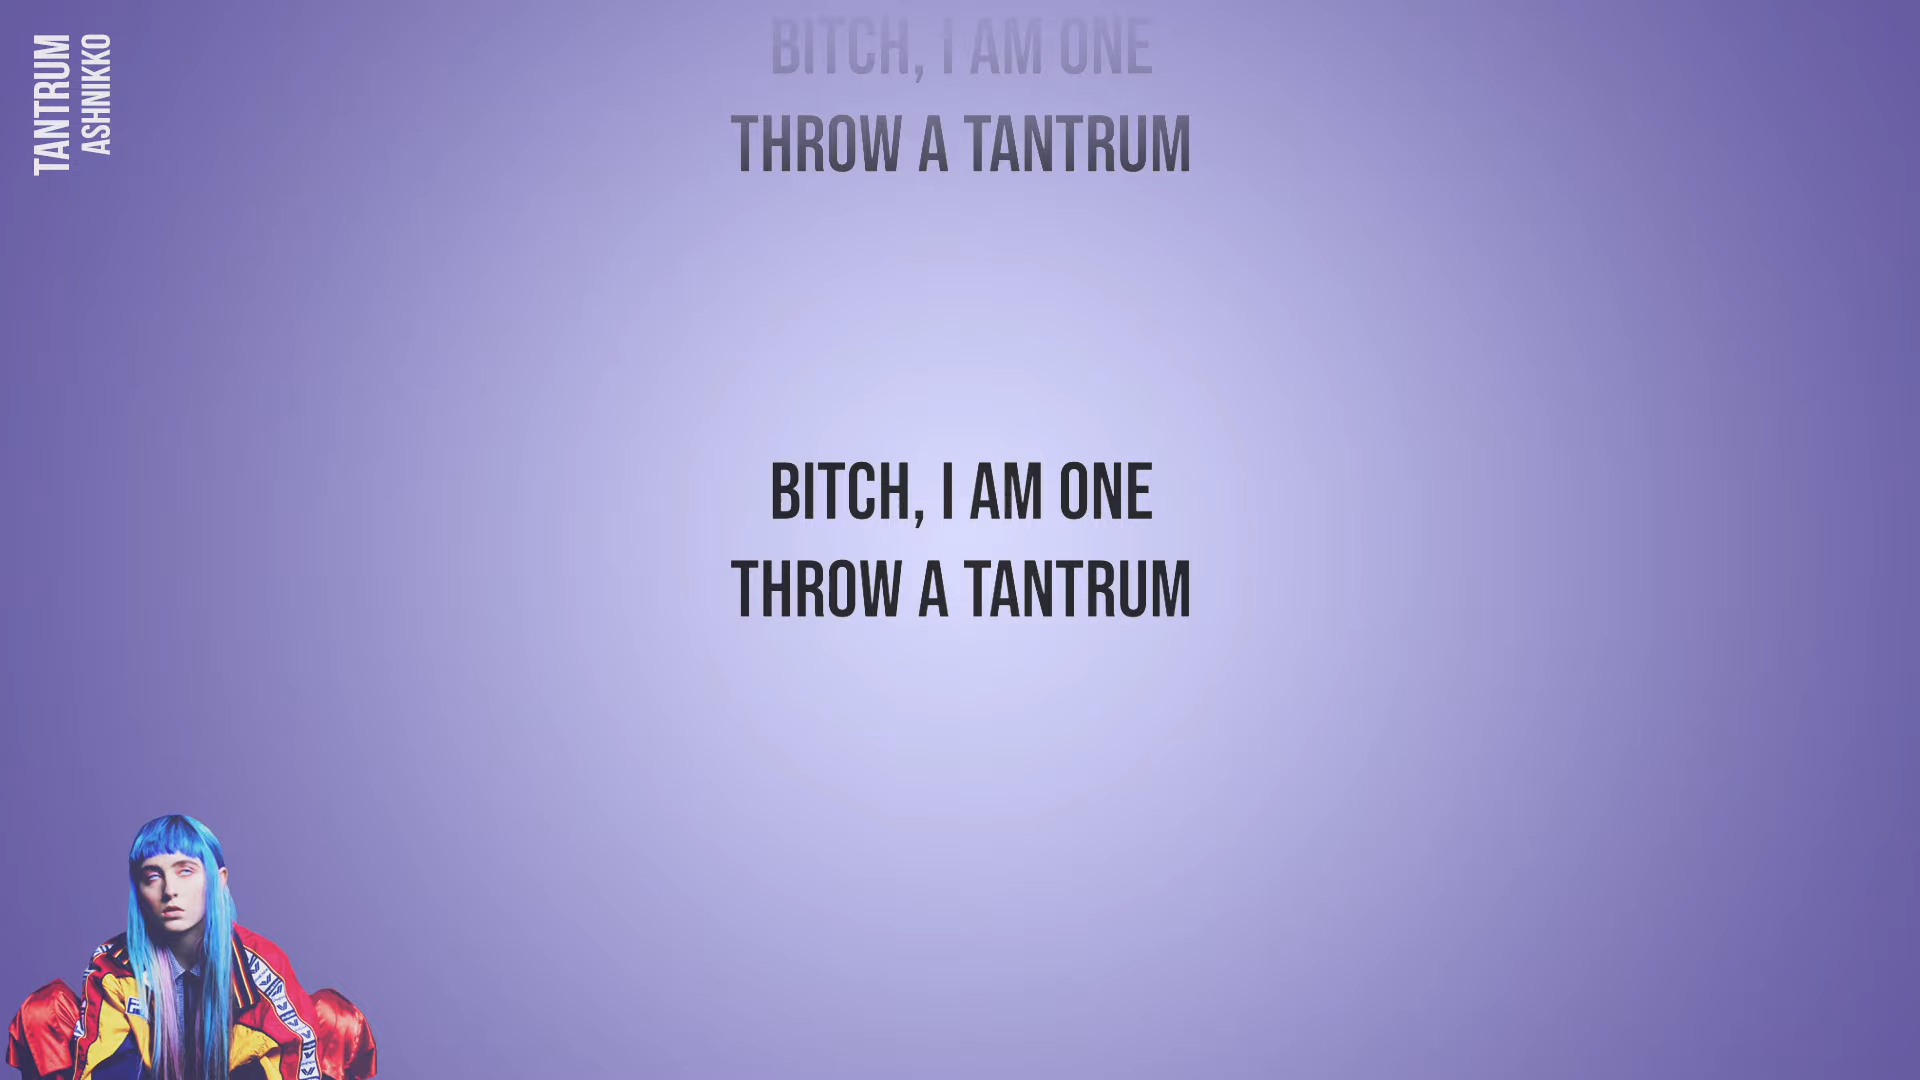 TANTRUM
ASHNIKKO
BITCH, I AM ONE
THROW A TANTRUM
BITCH, I AM ONE
THROW A TANTRUM